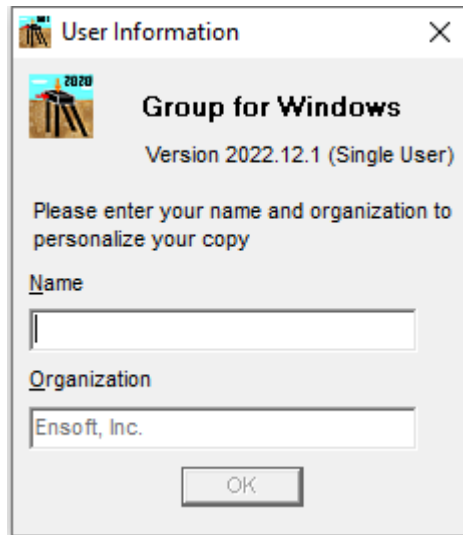 User Information
2020
Group for Windows
Version 2022.12.1 (Single User)
Please enter your name and organization to
personalize your copy
Name
Organization
Ensoft, Inc.
OK